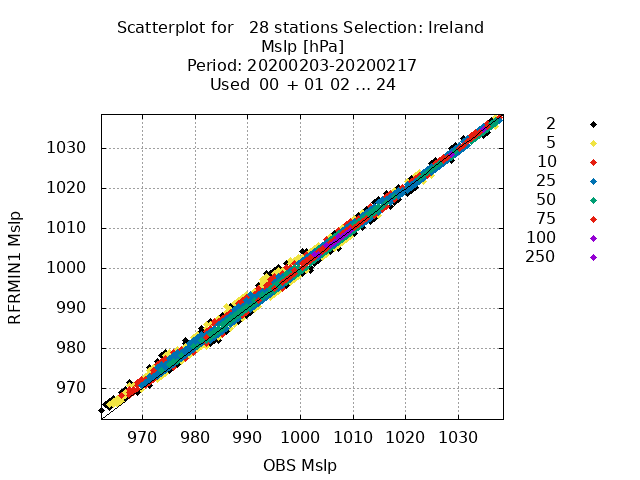 Scatterplot for   28 stations Selection: Ireland
Mslp [hPa]
Period: 20200203-20200217
Used  00 + 01 02 ... 24
RFRMIN1 Mslp
1030
1020
1010
1000
990
980
970
970 980 990 1000 1010 1020 1030
OBS Mslp
2
5
10
25
50
75
100
250